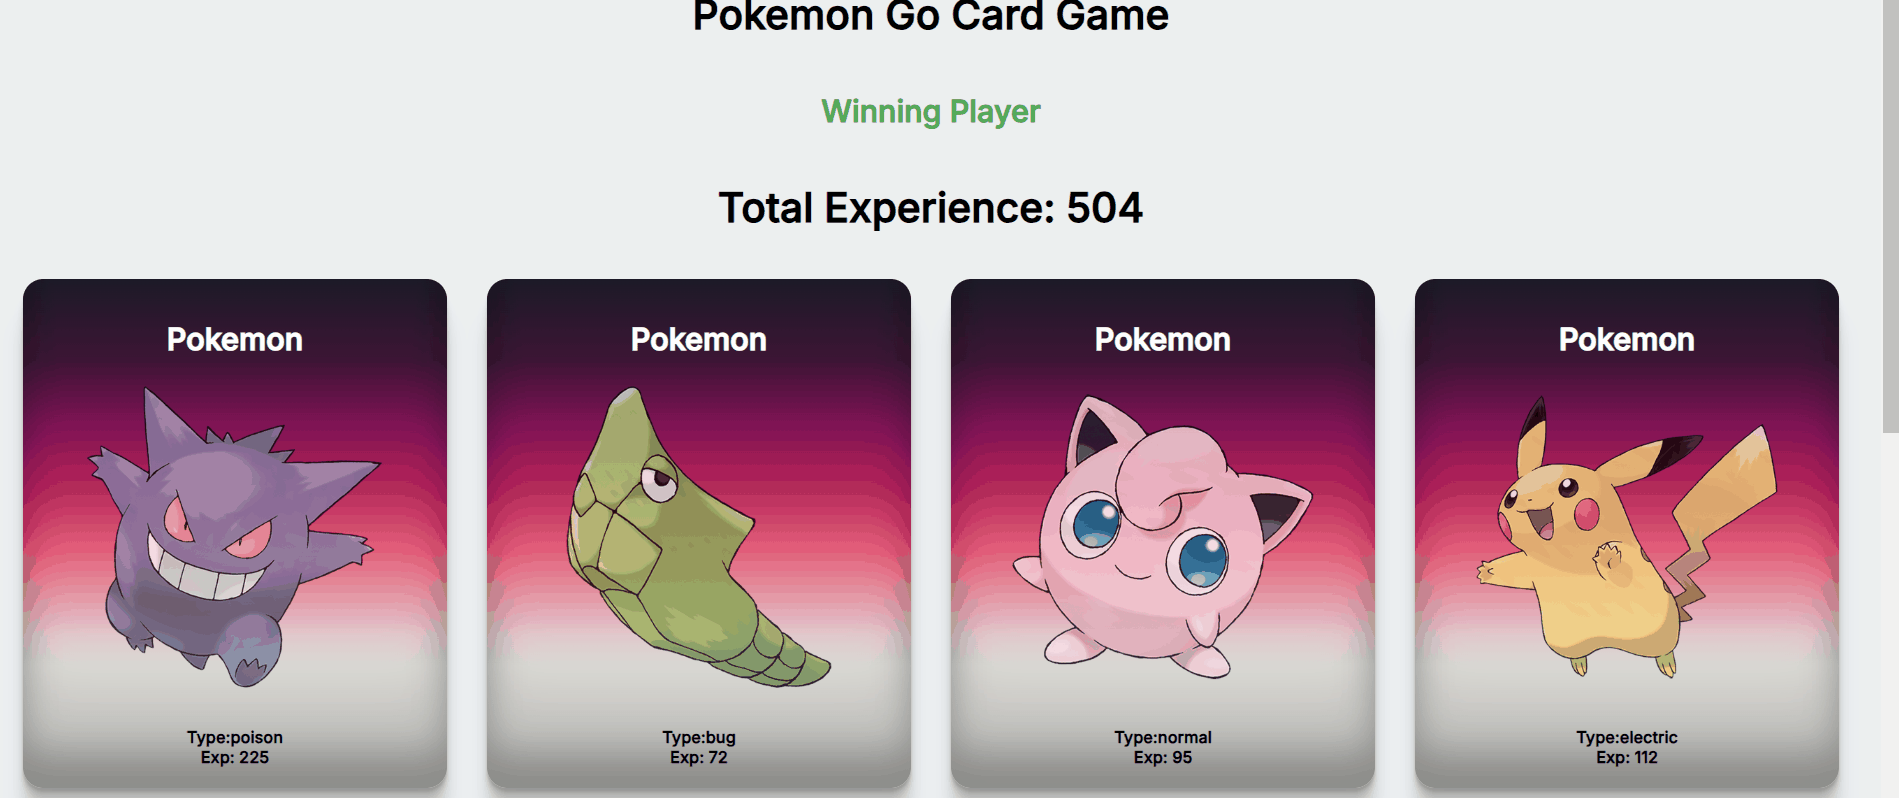 Pokemon Go Card Game
Winning Player
Total Experience: 504
Pokemon
Type:poison
Exp: 225
Pokemon
Type:bug
Exp: 72
Pokemon
Type:normal
Exp: 95
Pokemon
Type:electric
Exp: 112